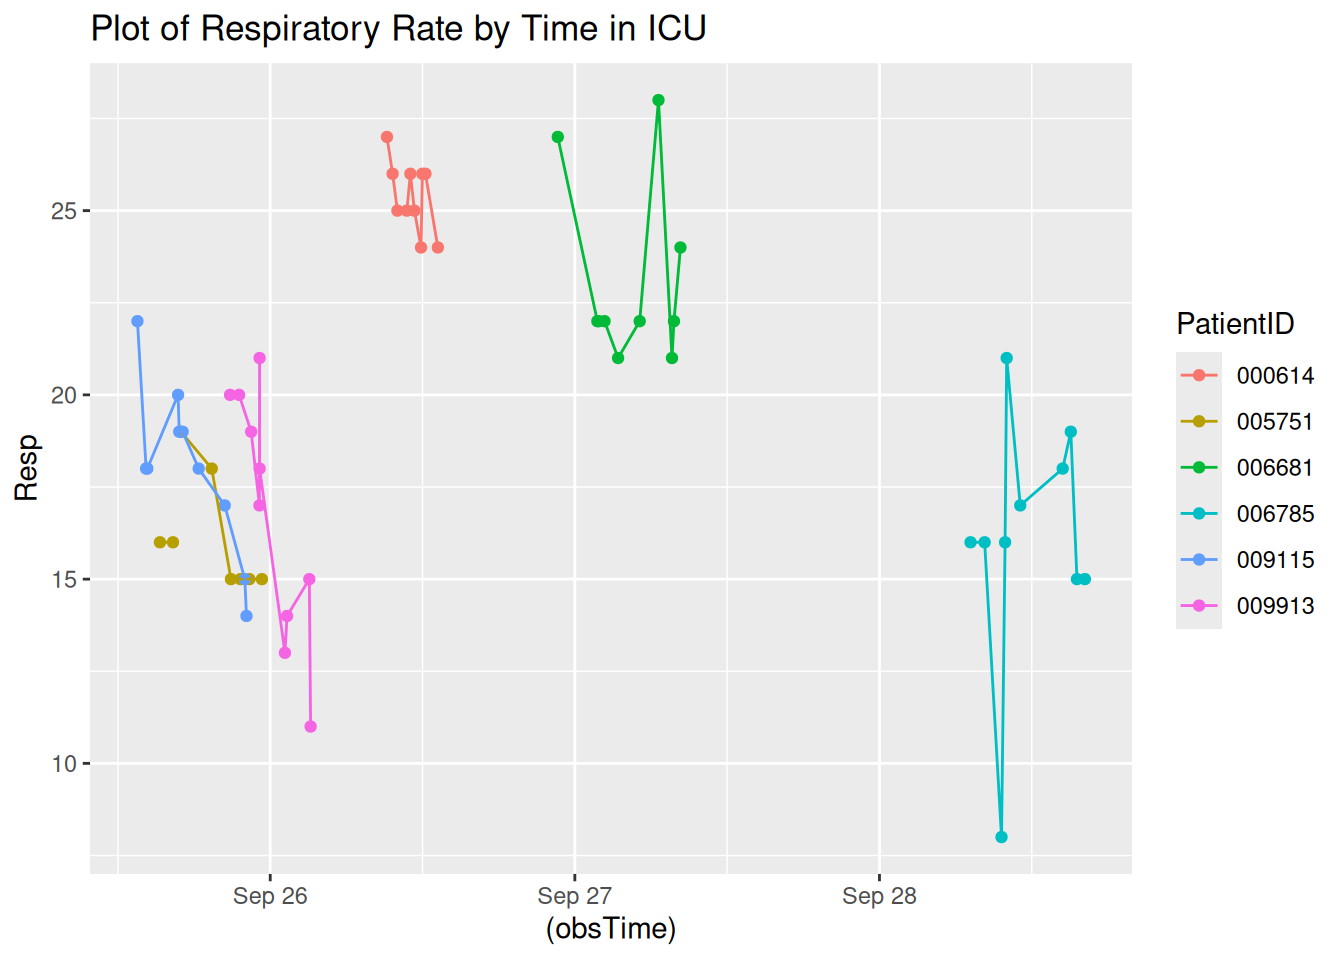 Plot of Respiratory Rate by Time in ICU
Resp
25
20
15
10
Sep 26
Sep 27
Sep 28
(obsTime)
PatientID
000614
005751
006681
006785
009115
009913